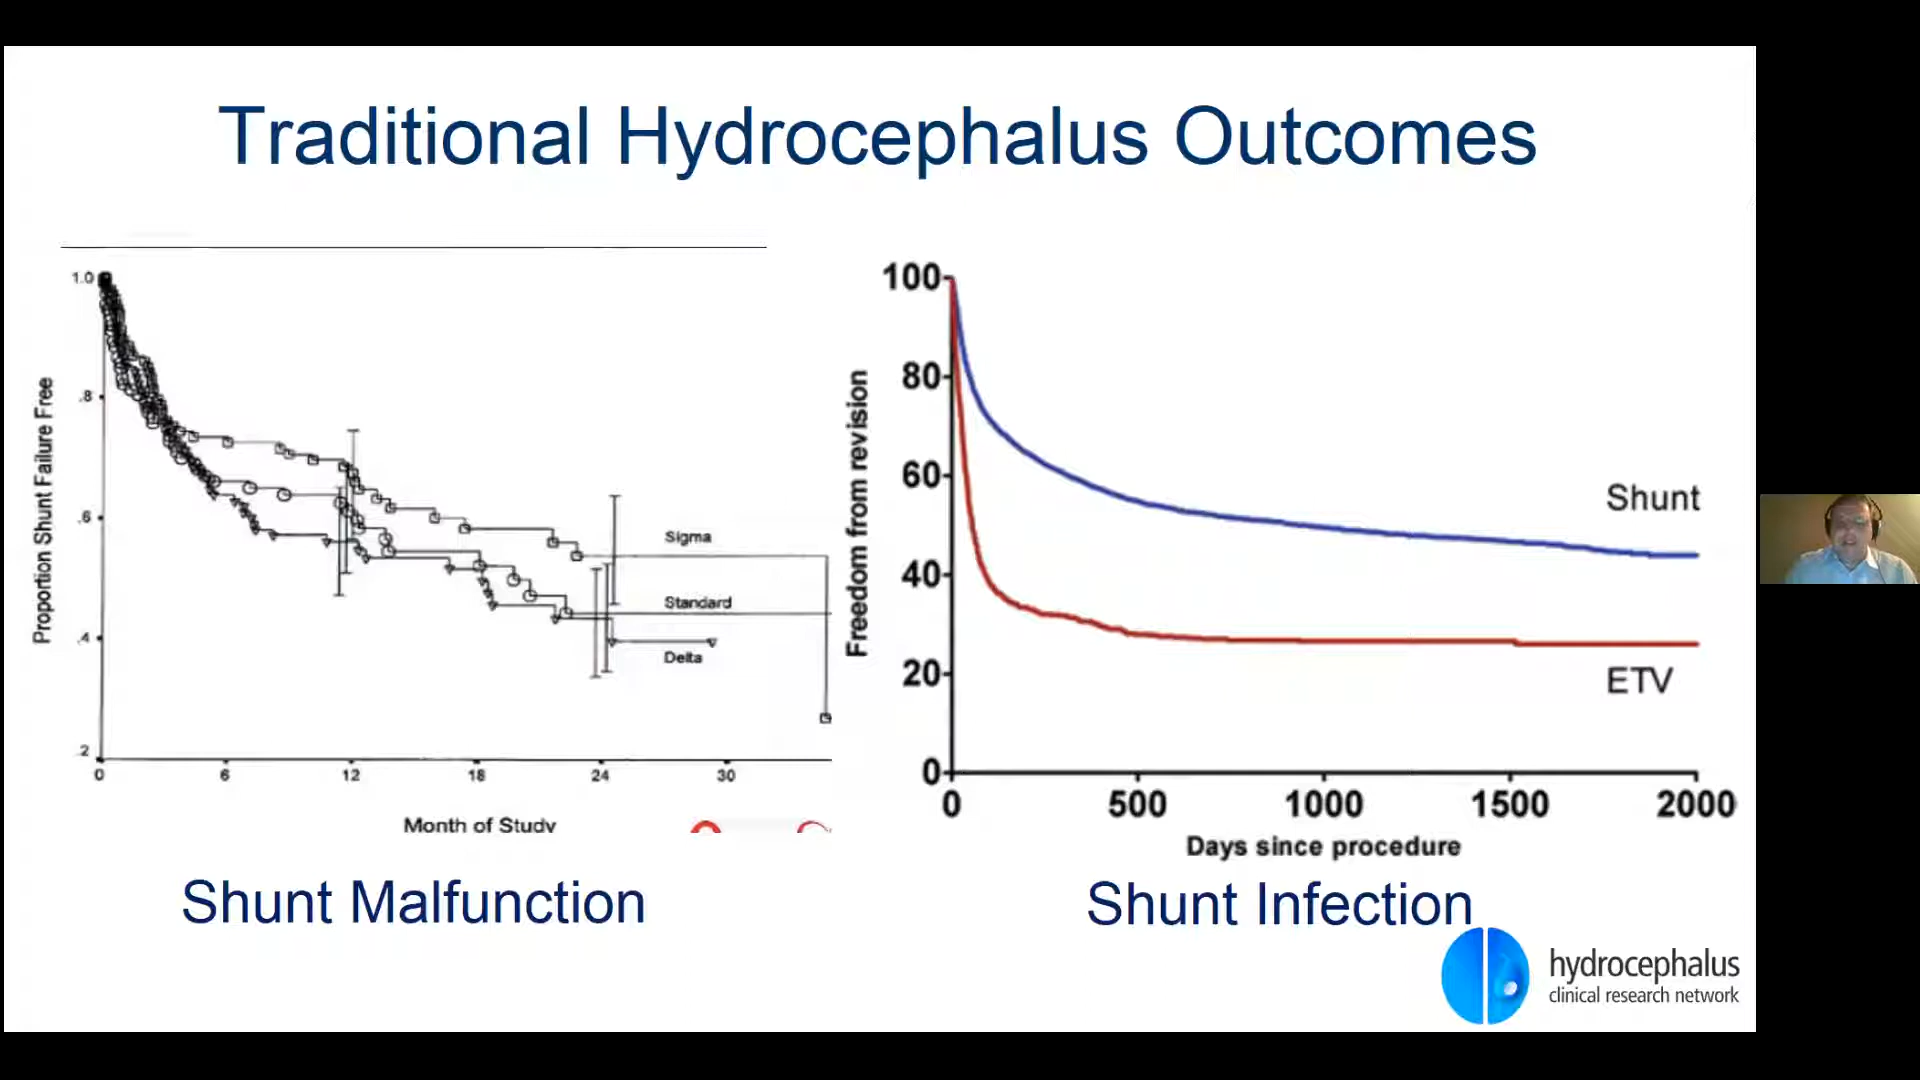 Traditional Hydrocephalus Outcomes
1.0
.8
.6
.4
.2
0 6 12 18 24 30
Proportion Shunt Failure Free
Month of Study
Sigma
Standard
Delta
Shunt Malfunction
100
80
60
40
20
0
0 500 1000 1500 2000
Freedom from revision
Days since procedure
Shunt
ETV
Shunt Infection
hydrocephalus
clinical research network